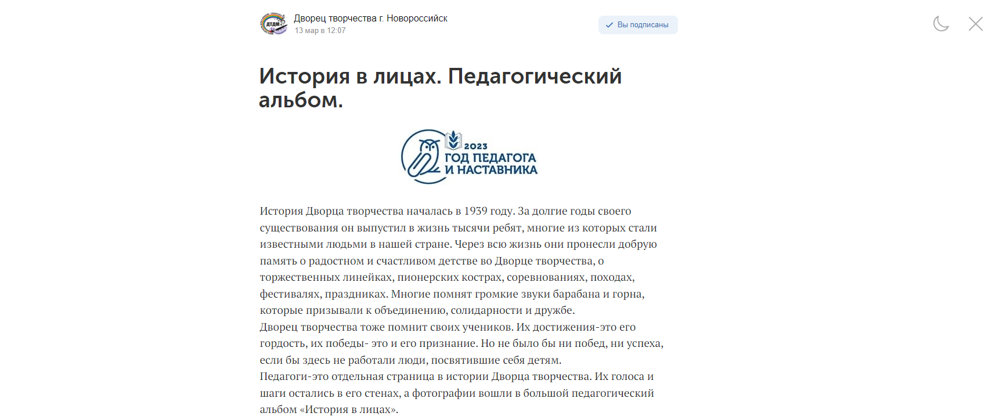 Дворец творчества г. Новороссийск
13 мар в 12:07
Вы подписаны
ДТДМ
История в лицах. Педагогический
альбом.
2023
ГОД ПЕДАГОГА
И НАСТАВНИКА
История Дворца творчества началась в 1939 году. За долгие годы своего
существования он выпустил в жизнь тысячи ребят, многие из которых стали
известными людьми в нашей стране. Через всю жизнь они пронесли добрую
память о радостном и счастливом детстве во Дворце творчества, о
торжественных линейках, пионерских кострах, соревнованиях, походах,
фестивалях, праздниках. Многие помнят громкие звуки барабана и горна,
которые призывали к объединению, солидарности и дружбе.
Дворец творчества тоже помнит своих учеников. Их достижения-это его
гордость, их победы- это и его признание. Но не было бы ни побед, ни успеха,
если бы здесь не работали люди, посвятившие себя детям.
Педагоги-это отдельная страница в истории Дворца творчества. Их голоса и
шаги остались в его стенах, а фотографии вошли в большой педагогический
альбом «История в лицах».